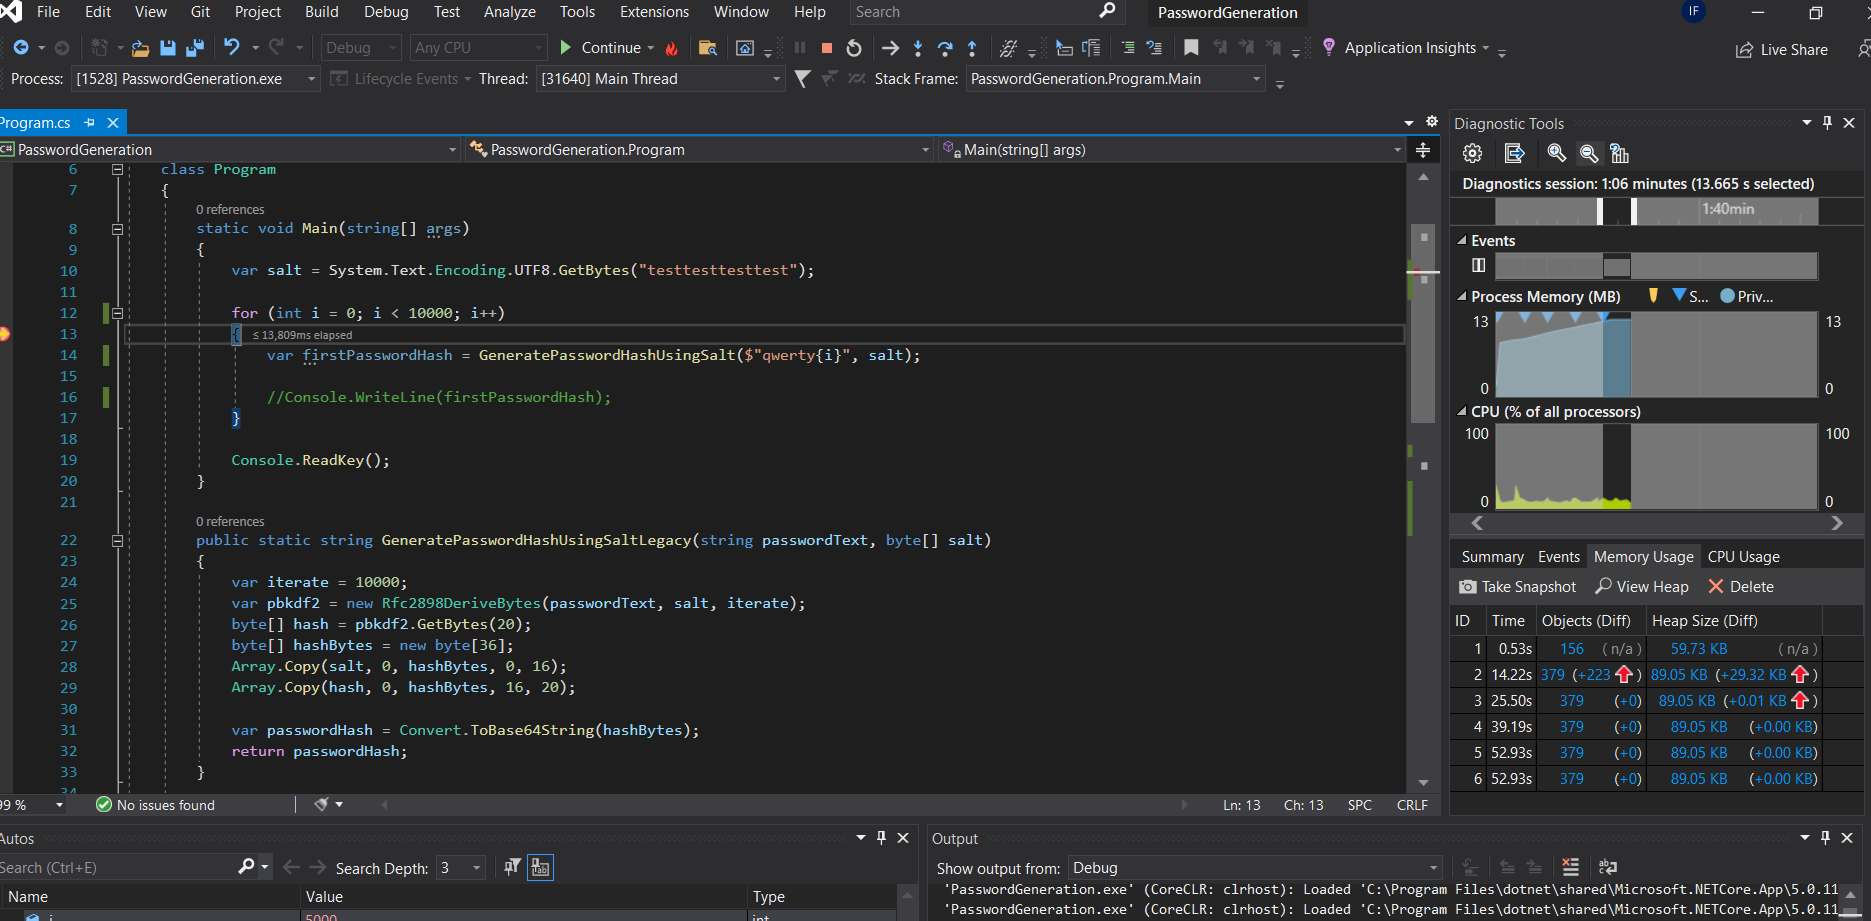 File Edit View Git Project Build Debug Test Analyze Tools Extensions Window Help Search PasswordGeneration IF
Debug Any CPU Continue Application Insights Live Share
Process: [1528] PasswordGeneration.exe Lifecycle Events Thread: [31640] Main Thread Stack Frame: PasswordGeneration.Program.Main
Program.cs
C# PasswordGeneration PasswordGeneration.Program Main(string[] args)
6 class Program
7 {
0 references
8 static void Main(string[] args)
9 {
10 var salt = System.Text.Encoding.UTF8.GetBytes("testtesttesttest");
11
12 for (int i = 0; i < 10000; i++)
13 { ≤ 13,809ms elapsed
14 var firstPasswordHash = GeneratePasswordHashUsingSalt($"qwerty{i}", salt);
15
16 //Console.WriteLine(firstPasswordHash);
17 }
18
19 Console.ReadKey();
20 }
21
0 references
22 public static string GeneratePasswordHashUsingSaltLegacy(string passwordText, byte[] salt)
23 {
24 var iterate = 10000;
25 var pbkdf2 = new Rfc2898DeriveBytes(passwordText, salt, iterate);
26 byte[] hash = pbkdf2.GetBytes(20);
27 byte[] hashBytes = new byte[36];
28 Array.Copy(salt, 0, hashBytes, 0, 16);
29 Array.Copy(hash, 0, hashBytes, 16, 20);
30
31 var passwordHash = Convert.ToBase64String(hashBytes);
32 return passwordHash;
33 }
34
99 % No issues found Ln: 13 Ch: 13 SPC CRLF
Diagnostic Tools
Diagnostics session: 1:06 minutes (13.665 s selected)
1:40min
Events
Process Memory (MB) S... Priv...
13 13
0 0
CPU (% of all processors)
100 100
0 0
Summary Events Memory Usage CPU Usage
Take Snapshot View Heap Delete
ID Time Objects (Diff) Heap Size (Diff)
1 0.53s 156 (n/a) 59.73 KB (n/a)
2 14.22s 379 (+223) 89.05 KB (+29.32 KB)
3 25.50s 379 (+0) 89.05 KB (+0.01 KB)
4 39.19s 379 (+0) 89.05 KB (+0.00 KB)
5 52.93s 379 (+0) 89.05 KB (+0.00 KB)
6 52.93s 379 (+0) 89.05 KB (+0.00 KB)
Autos
Search (Ctrl+E) Search Depth: 3
Name Value Type
i 5000 int
Output
Show output from: Debug
'PasswordGeneration.exe' (CoreCLR: clrhost): Loaded 'C:\Program Files\dotnet\shared\Microsoft.NETCore.App\5.0.11
'PasswordGeneration.exe' (CoreCLR: clrhost): Loaded 'C:\Program Files\dotnet\shared\Microsoft.NETCore.App\5.0.11